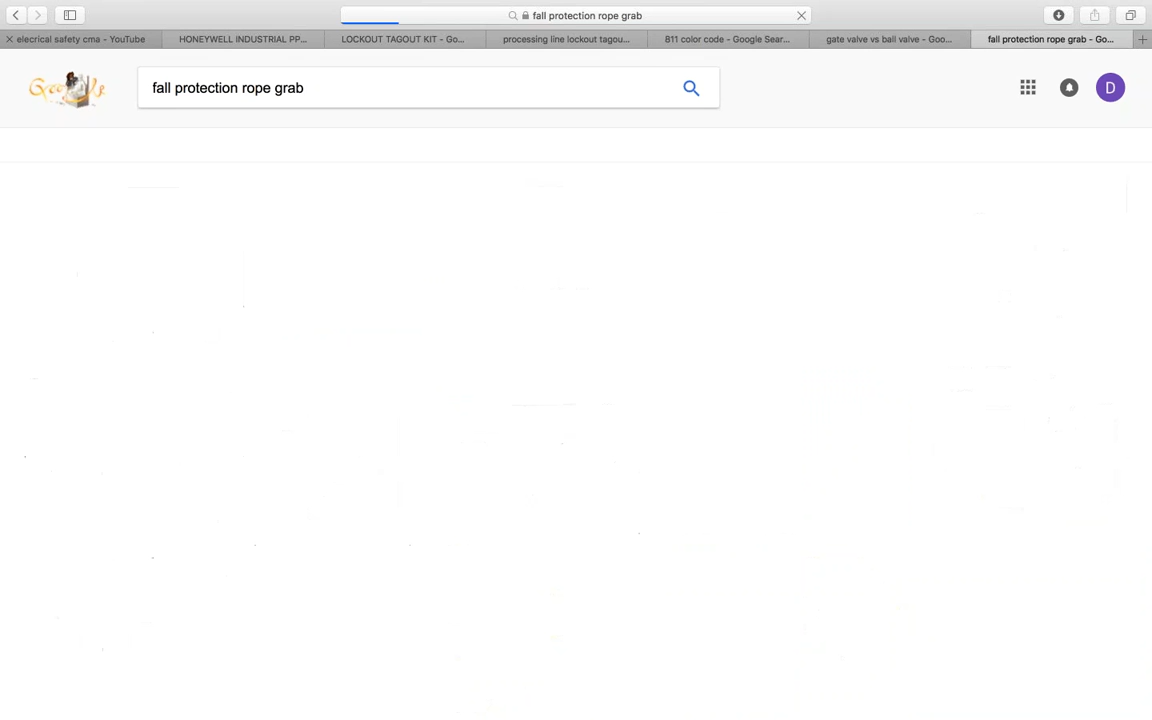 fall protection rope grab
elecrical safety cma - YouTube
HONEYWELL INDUSTRIAL PP...
LOCKOUT TAGOUT KIT - Go...
processing line lockout tagou...
811 color code - Google Sear...
gate valve vs ball valve - Goo...
fall protection rope grab - Go...
Google
fall protection rope grab
D